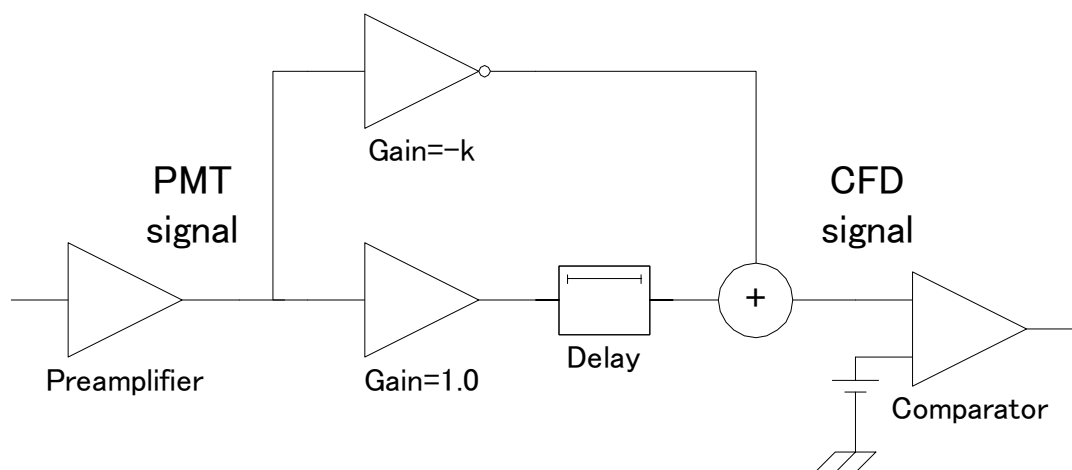 Gain=-k
PMT
signal
CFD
signal
+
Delay
Preamplifier
Gain=1.0
Comparator